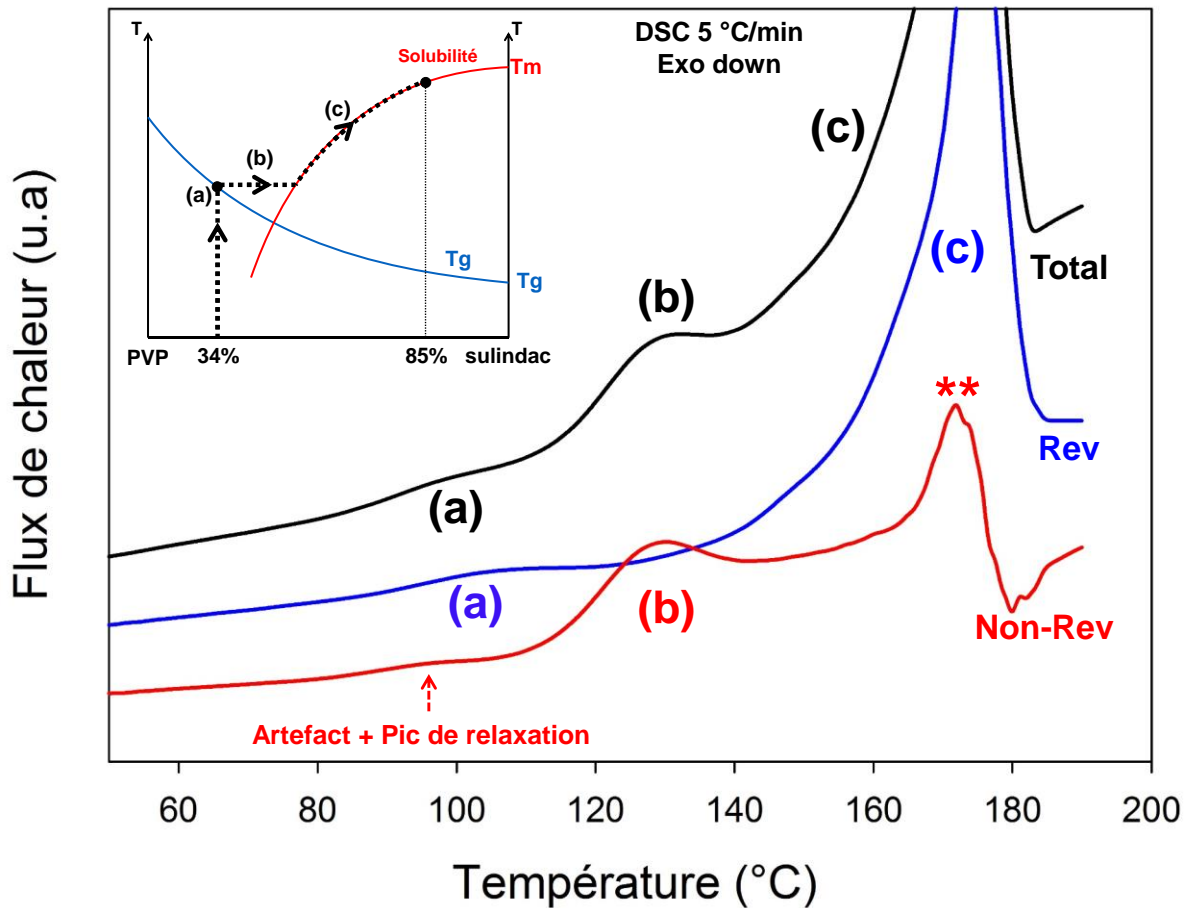 DSC 5 °C/min
Exo down
T
T
Solubilité
Tm
(c)
(b)
(a)
Tg
Tg
PVP
34%
85%
sulindac
Flux de chaleur (u.a)
(c)
(b)
(a)
Total
(c)
(a)
Rev
**
(b)
Non-Rev
Artefact + Pic de relaxation
60
80
100
120
140
160
180
200
Température (°C)